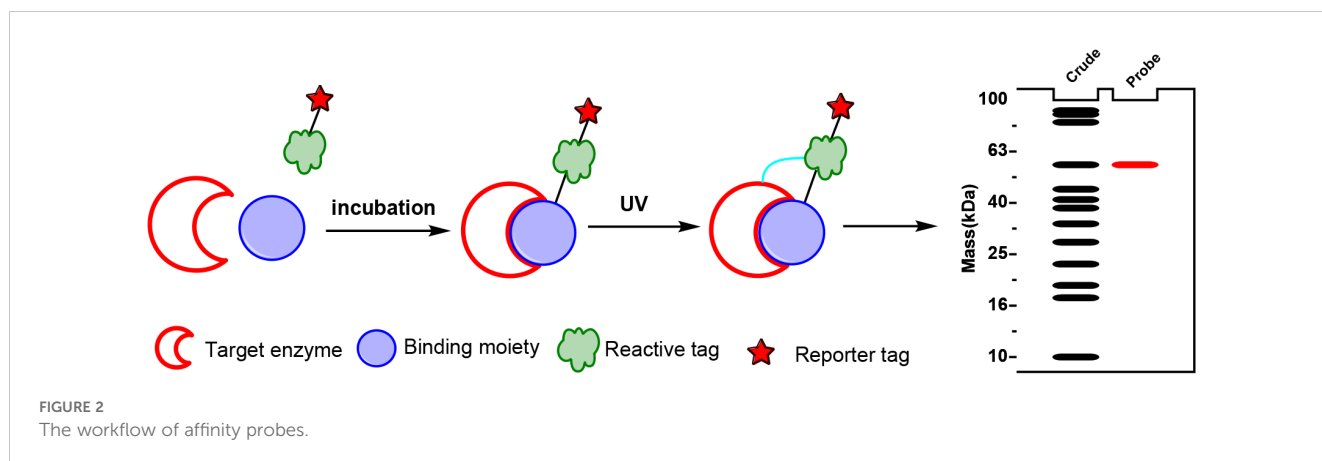 Crude
Probe
100
63
40
25
16
10
Mass(kDa)
incubation
UV
Target enzyme
Binding moiety
Reactive tag
Reporter tag
FIGURE 2
The workflow of affinity probes.